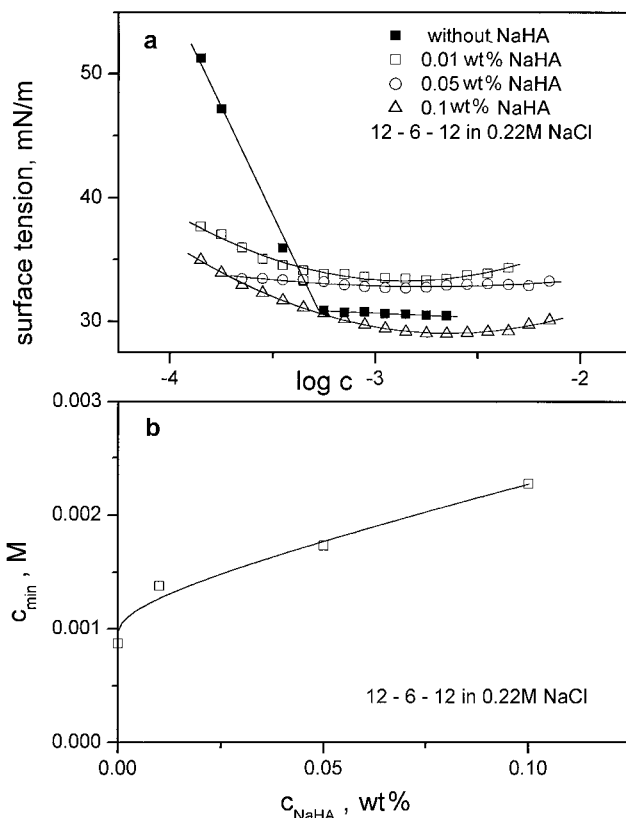 a
■ without NaHA
□ 0.01 wt% NaHA
○ 0.05 wt% NaHA
△ 0.1 wt% NaHA
12 - 6 - 12 in 0.22M NaCl
surface tension, mN/m
50
40
30
-4
-3
-2
log c
b
0.003
0.002
0.001
0.000
c_min , M
12 - 6 - 12 in 0.22M NaCl
0.00
0.05
0.10
c_NaHA , wt%